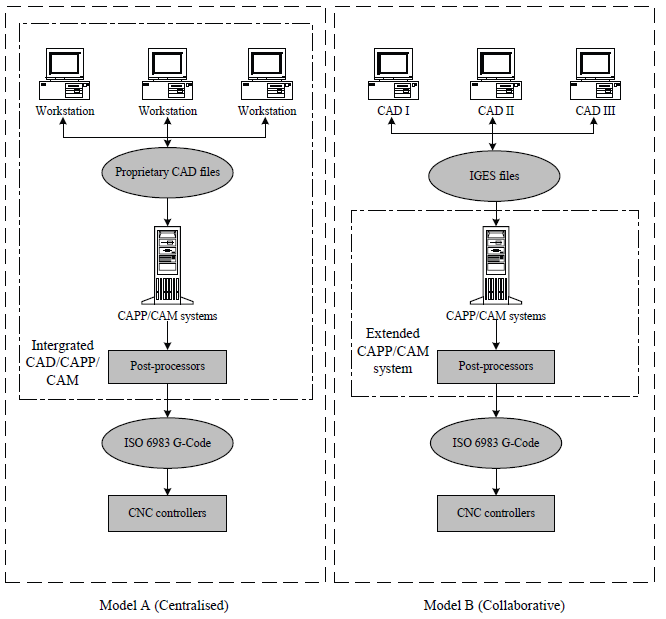 Workstation
Workstation
Workstation
Proprietary CAD files
CAPP/CAM systems
Intergrated
CAD/CAPP/
CAM
Post-processors
ISO 6983 G-Code
CNC controllers
Model A (Centralised)
CAD I
CAD II
CAD III
IGES files
CAPP/CAM systems
Extended
CAPP/CAM
system
Post-processors
ISO 6983 G-Code
CNC controllers
Model B (Collaborative)